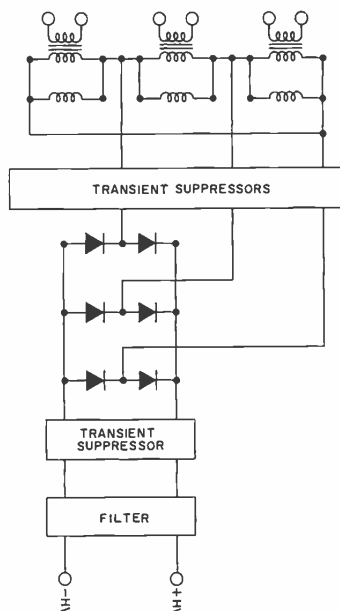 TRANSIENT SUPPRESSORS
TRANSIENT
SUPPRESSOR
FILTER
-HV
+HV